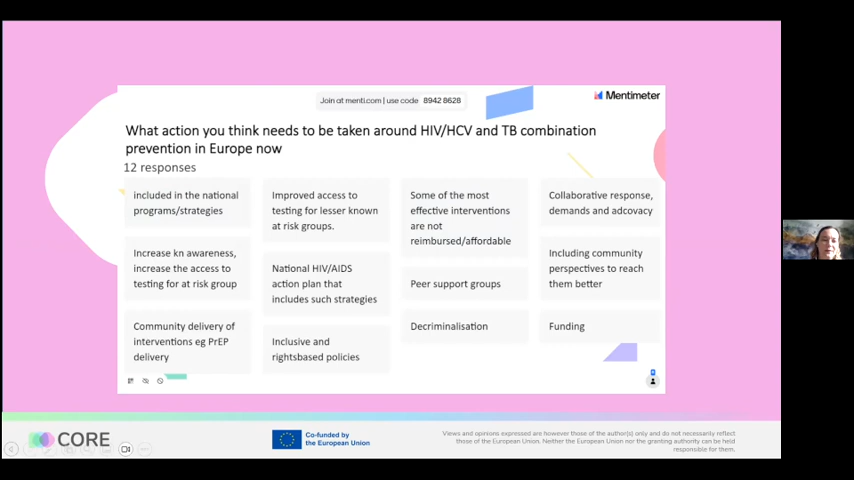 Join at menti.com | use code 8942 8628
Mentimeter
What action you think needs to be taken around HIV/HCV and TB combination
prevention in Europe now
12 responses
included in the national
programs/strategies
Increase kn awareness,
increase the access to
testing for at risk group
Community delivery of
interventions eg PrEP
delivery
Improved access to
testing for lesser known
at risk groups.
National HIV/AIDS
action plan that
includes such strategies
Inclusive and
rightsbased policies
Some of the most
effective interventions
are not
reimbursed/affordable
Peer support groups
Decriminalisation
Collaborative response,
demands and adcovacy
Including community
perspectives to reach
them better
Funding
CORE
Co-funded by
the European Union
Views and opinions expressed are however those of the author(s) only and do not necessarily reflect
those of the European Union. Neither the European Union nor the granting authority can be held
responsible for them.